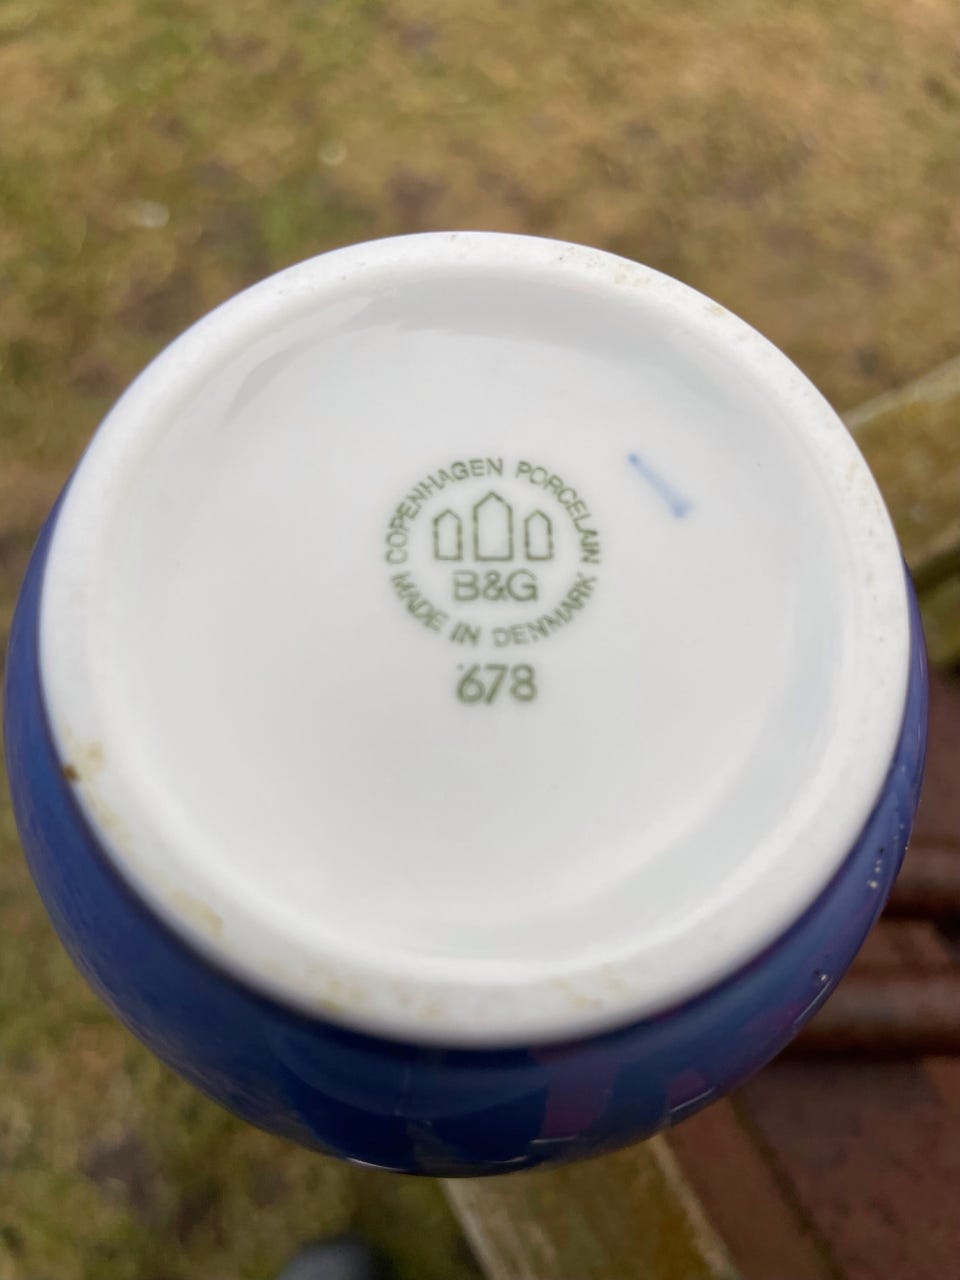 COPENHAGEN PORCELAIN
B&G
MADE IN DENMARK
678